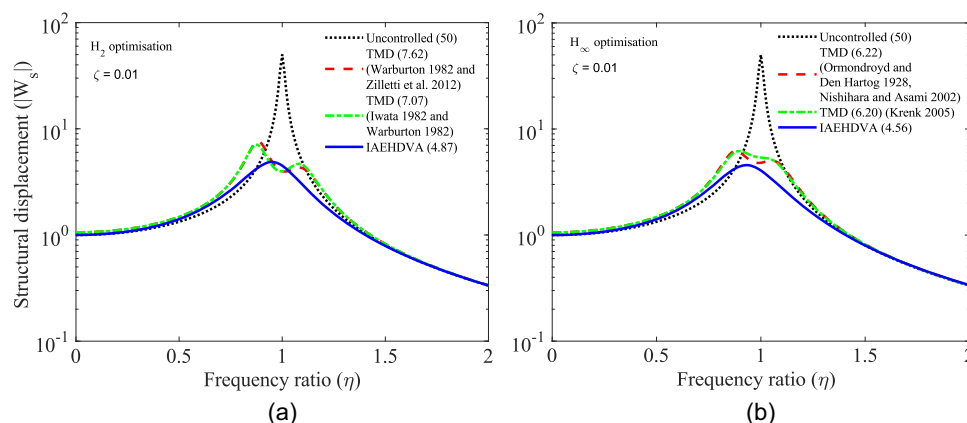 H2 optimisation
ζ = 0.01
Uncontrolled (50)
TMD (7.62)
(Warburton 1982 and
Zilletti et al. 2012)
TMD (7.07)
(Iwata 1982 and
Warburton 1982)
IAEHDVA (4.87)
Structural displacement (|W_s|)
10^2
10^1
10^0
10^-1
0 0.5 1 1.5 2
Frequency ratio (η)
(a)
H∞ optimisation
ζ = 0.01
Uncontrolled (50)
TMD (6.22)
(Ormondroyd and
Den Hartog 1928,
Nishihara and Asami 2002)
TMD (6.20) (Krenk 2005)
IAEHDVA (4.56)
10^2
10^1
10^0
10^-1
0 0.5 1 1.5 2
Frequency ratio (η)
(b)